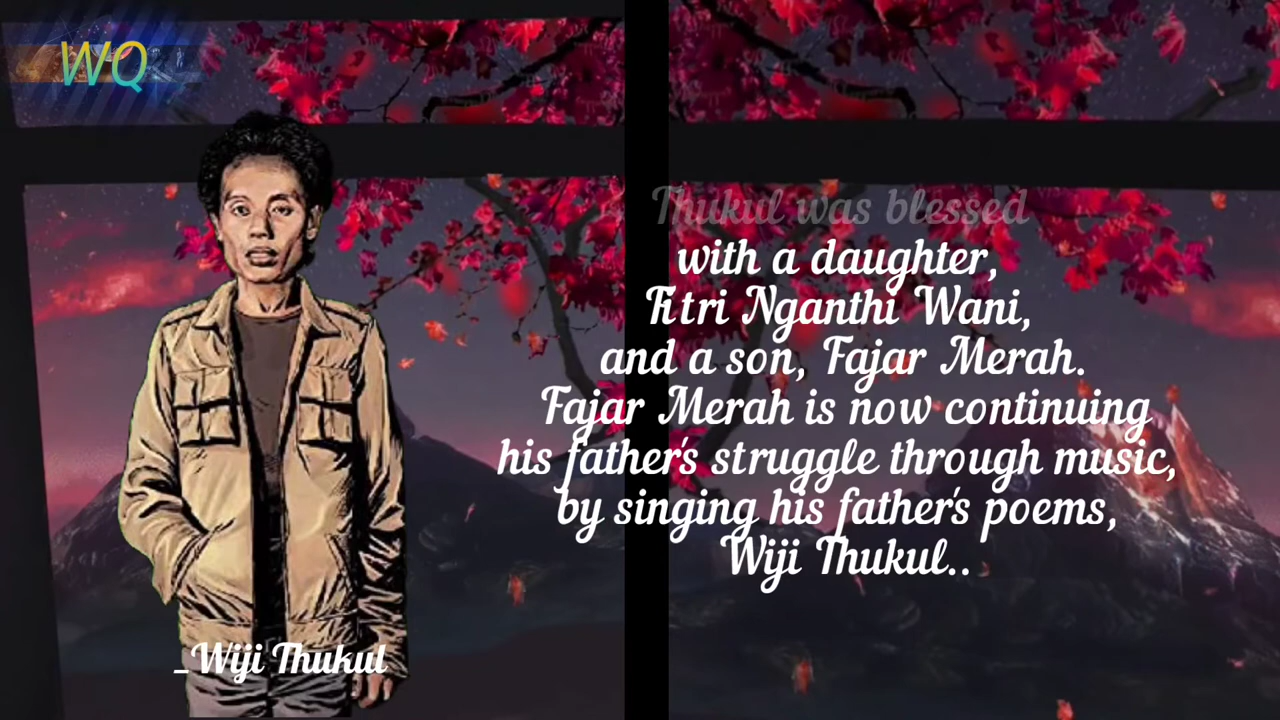 WQ
Thukul was blessed
with a daughter,
Fitri Nganthi Wani,
and a son, Fajar Merah.
Fajar Merah is now continuing
his father's struggle through music,
by singing his father's poems,
Wiji Thukul..
_Wiji Thukul